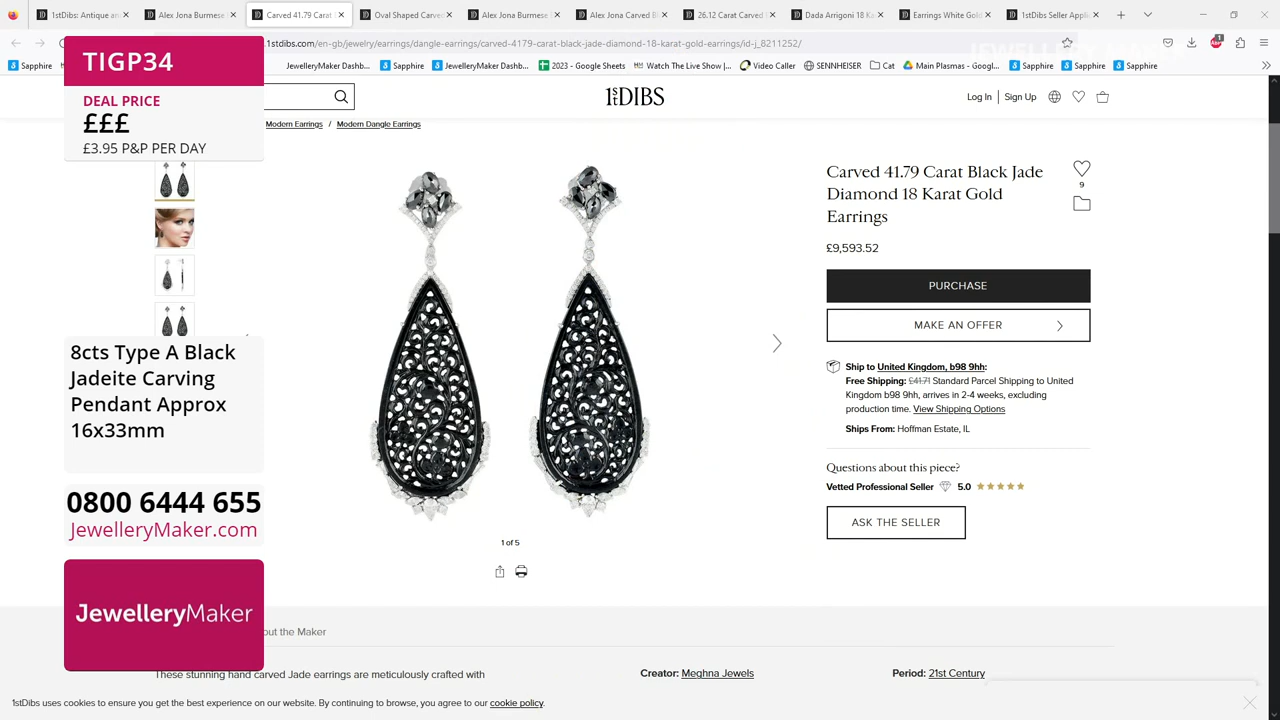 1stDibs: Antique an
Alex Jona Burmese
Carved 41.79 Carat
Oval Shaped Carve
Alex Jona Burmese
Alex Jona Carved B
26.12 Carat Carved
Dada Arrigoni 18 Ka
Earrings White Gold
1stDibs Seller Appli
1stdibs.com/en-gb/jewelry/earrings/dangle-earrings/carved-4179-carat-black-jade-diamond-18-karat-gold-earrings/id-j_8211252/
Sapphire
JewelleryMaker Dashb...
Sapphire
JewelleryMaker Dashb...
Sapphire
2023 - Google Sheets
Watch The Live Show |...
Video Caller
SENNHEISER
Cat
Main Plasmas - Googl...
Sapphire
Sapphire
Sapphire
TIGP34
DEAL PRICE
£££
£3.95 P&P PER DAY
1STDIBS
Log In
Sign Up
Modern Earrings / Modern Dangle Earrings
Carved 41.79 Carat Black Jade
Diamond 18 Karat Gold
Earrings
9
£9,593.52
PURCHASE
MAKE AN OFFER
Ship to United Kingdom, b98 9hh:
Free Shipping: £41.71 Standard Parcel Shipping to United
Kingdom b98 9hh, arrives in 2-4 weeks, excluding
production time. View Shipping Options
Ships From: Hoffman Estate, IL
Questions about this piece?
Vetted Professional Seller 5.0
ASK THE SELLER
1 of 5
8cts Type A Black
Jadeite Carving
Pendant Approx
16x33mm
0800 6444 655
JewelleryMaker.com
JewelleryMaker
out the Maker
These stunning hand carved Jade earrings are meticulously crafted with
Creator: Meghna Jewels
Period: 21st Century
1stDibs uses cookies to ensure you get the best experience on our website. By continuing to browse, you agree to our cookie policy.